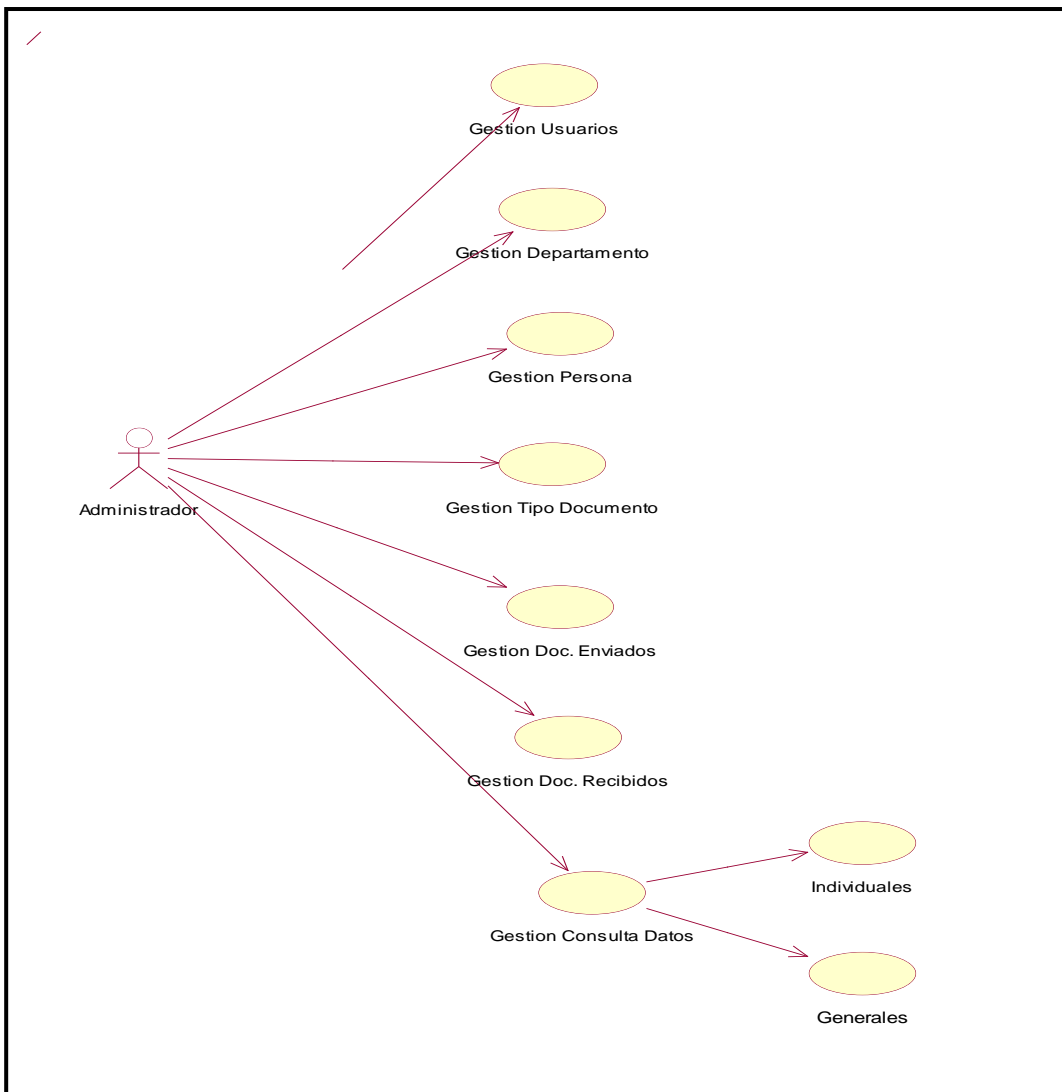 Gestion Usuarios
Gestion Departamento
Gestion Persona
Administrador
Gestion Tipo Documento
Gestion Doc. Enviados
Gestion Doc. Recibidos
Individuales
Gestion Consulta Datos
Generales